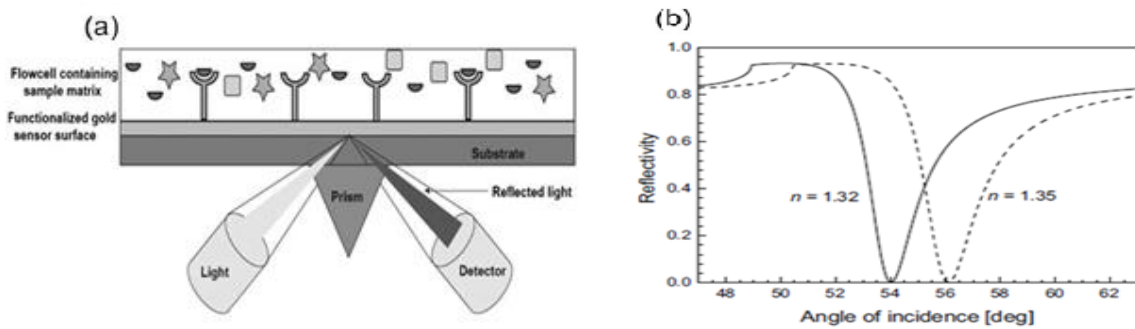 (a)
Flowcell containing
sample matrix
Functionalized gold
sensor surface
Substrate
Prism
Reflected light
Light
Detector
(b)
1.0
0.8
0.6
0.4
0.2
0.0
Reflectivity
n = 1.32
n = 1.35
48 50 52 54 56 58 60 62
Angle of incidence [deg]